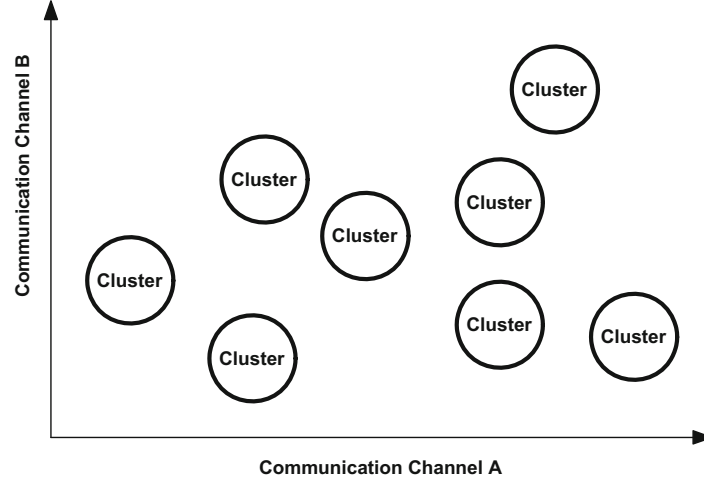 Communication Channel B
Cluster
Cluster
Cluster
Cluster
Cluster
Cluster
Cluster
Cluster
Communication Channel A